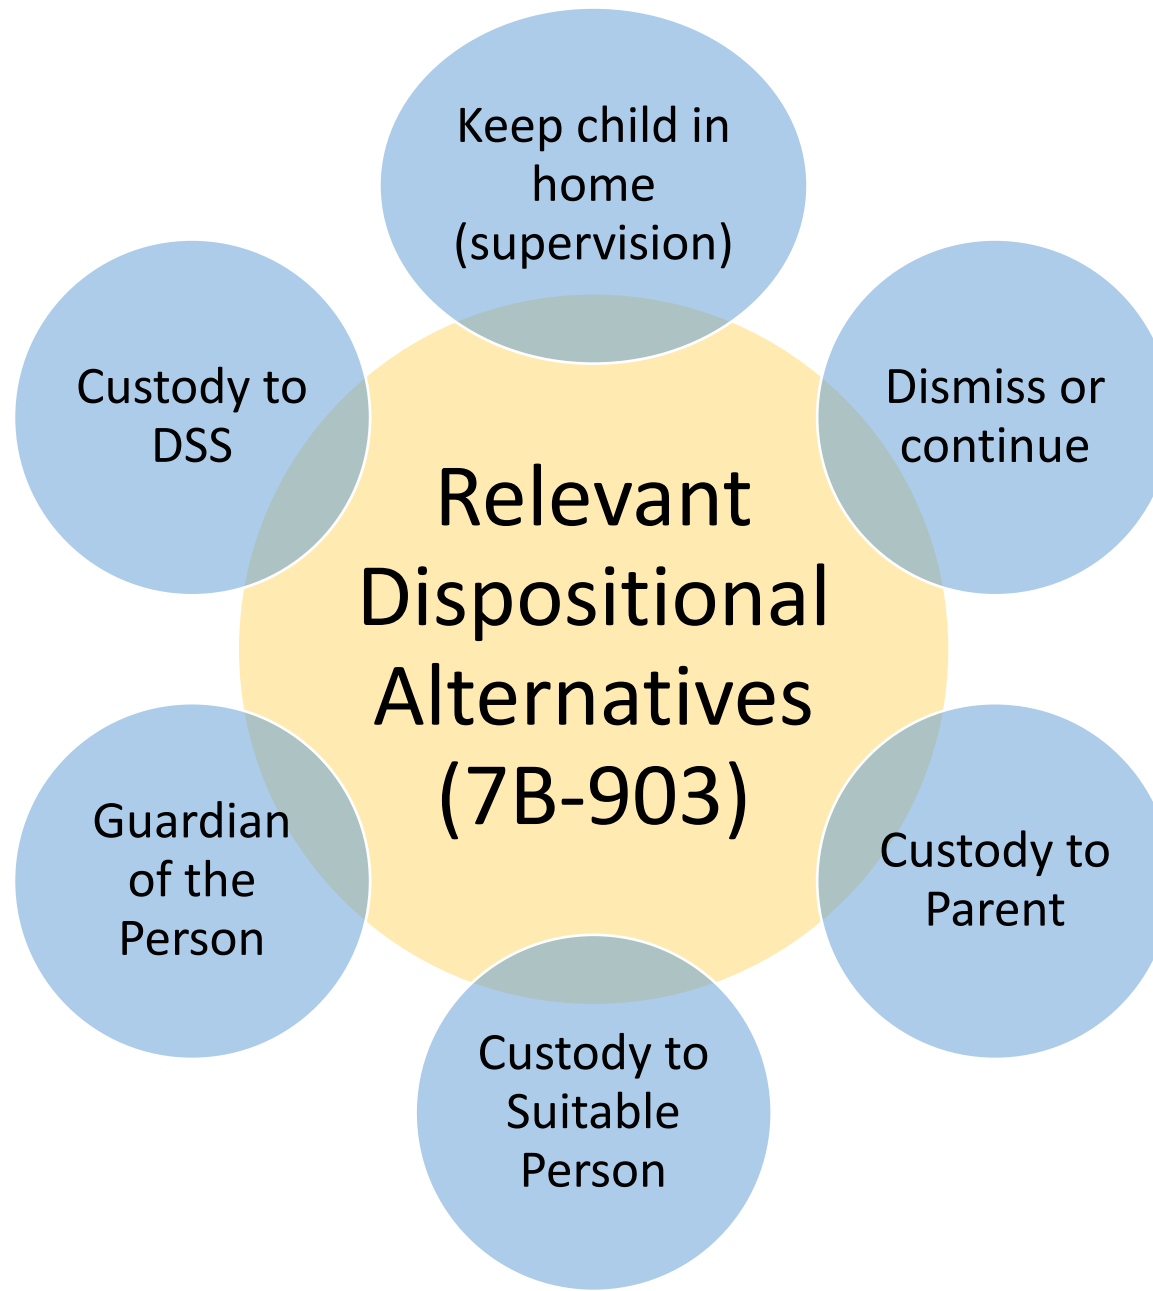 Keep child in
home
(supervision)
Dismiss or
continue
Custody to
Parent
Custody to
Suitable
Person
Guardian
of the
Person
Custody to
DSS
Relevant
Dispositional
Alternatives
(7B-903)